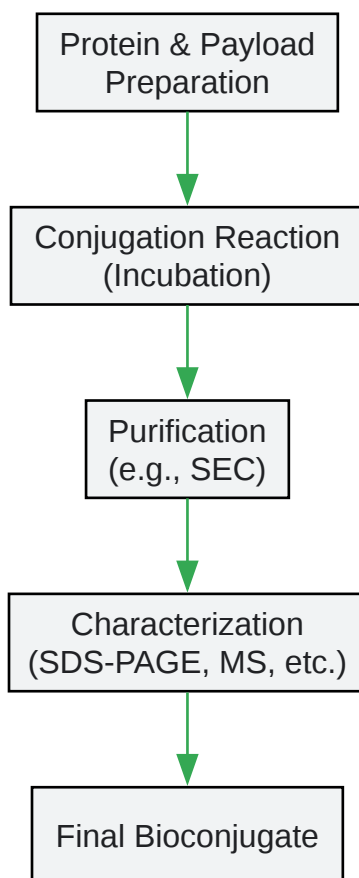 Protein & Payload
Preparation
Conjugation Reaction
(Incubation)
Purification
(e.g., SEC)
Characterization
(SDS-PAGE, MS, etc.)
Final Bioconjugate